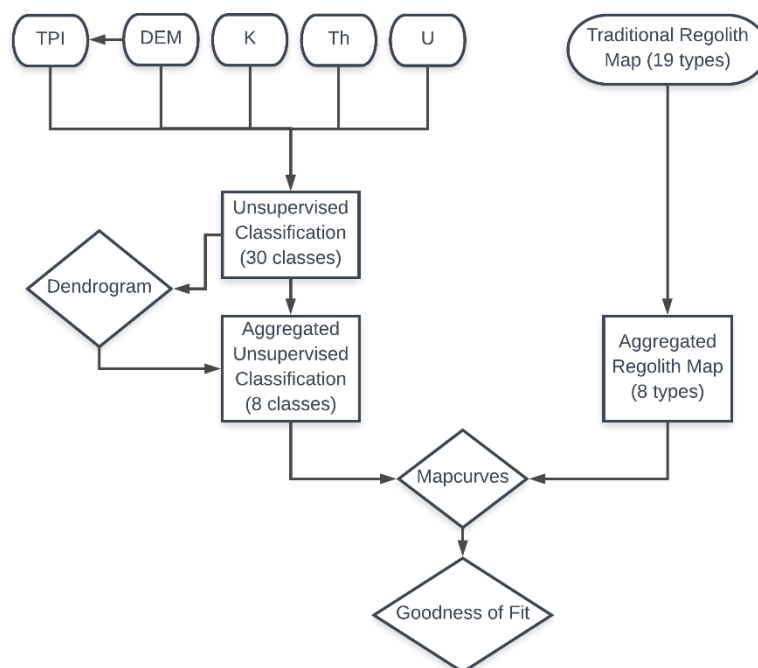 TPI
DEM
K
Th
U
Traditional Regolith
Map (19 types)
Unsupervised
Classification
(30 classes)
Dendrogram
Aggregated
Unsupervised
Classification
(8 classes)
Aggregated
Regolith Map
(8 types)
Mapcurves
Goodness of Fit